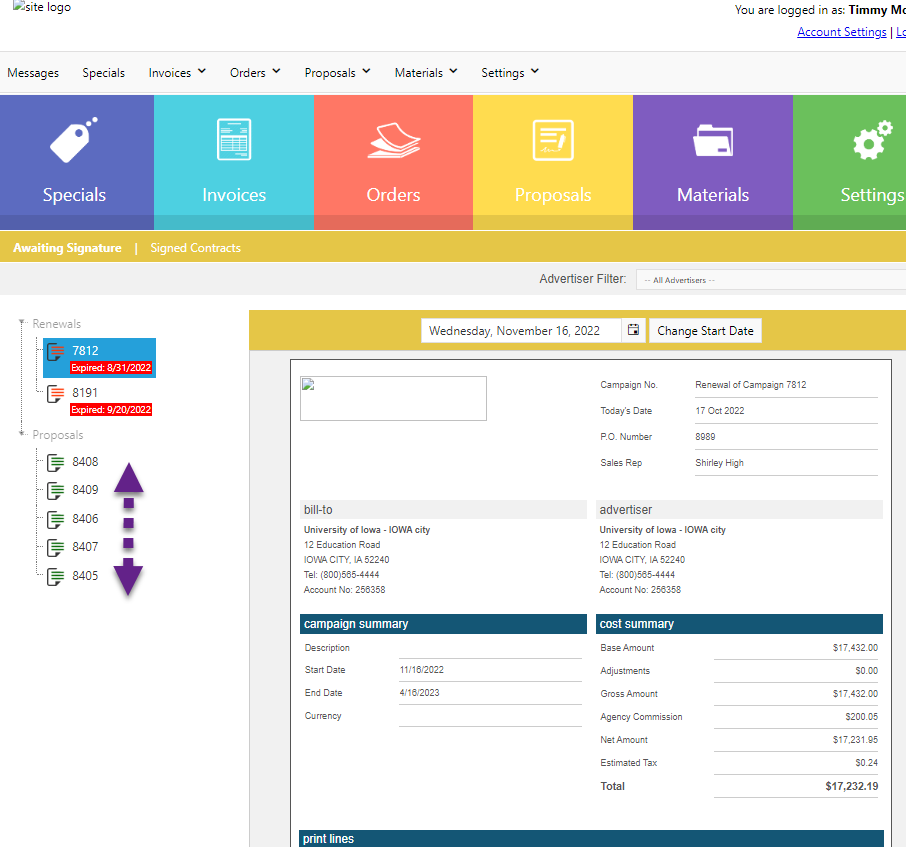 site logo
You are logged in as: Timmy Mo
Account Settings | Lo
Messages Specials Invoices Orders Proposals Materials Settings
Specials Invoices Orders Proposals Materials Settings
Awaiting Signature | Signed Contracts
Advertiser Filter: -- All Advertisers --
Renewals
7812
Expired: 8/31/2022
8191
Expired: 9/20/2022
Proposals
8408
8409
8406
8407
8405
Wednesday, November 16, 2022 Change Start Date
Campaign No. Renewal of Campaign 7812
Today's Date 17 Oct 2022
P.O. Number 8989
Sales Rep Shirley High
bill-to
University of Iowa - IOWA city
12 Education Road
IOWA CITY, IA 52240
Tel: (800)565-4444
Account No: 256358
advertiser
University of Iowa - IOWA city
12 Education Road
IOWA CITY, IA 52240
Tel: (800)565-4444
Account No: 256358
campaign summary
Description
Start Date 11/16/2022
End Date 4/16/2023
Currency
cost summary
Base Amount $17,432.00
Adjustments $0.00
Gross Amount $17,432.00
Agency Commission $200.05
Net Amount $17,231.95
Estimated Tax $0.24
Total $17,232.19
print lines